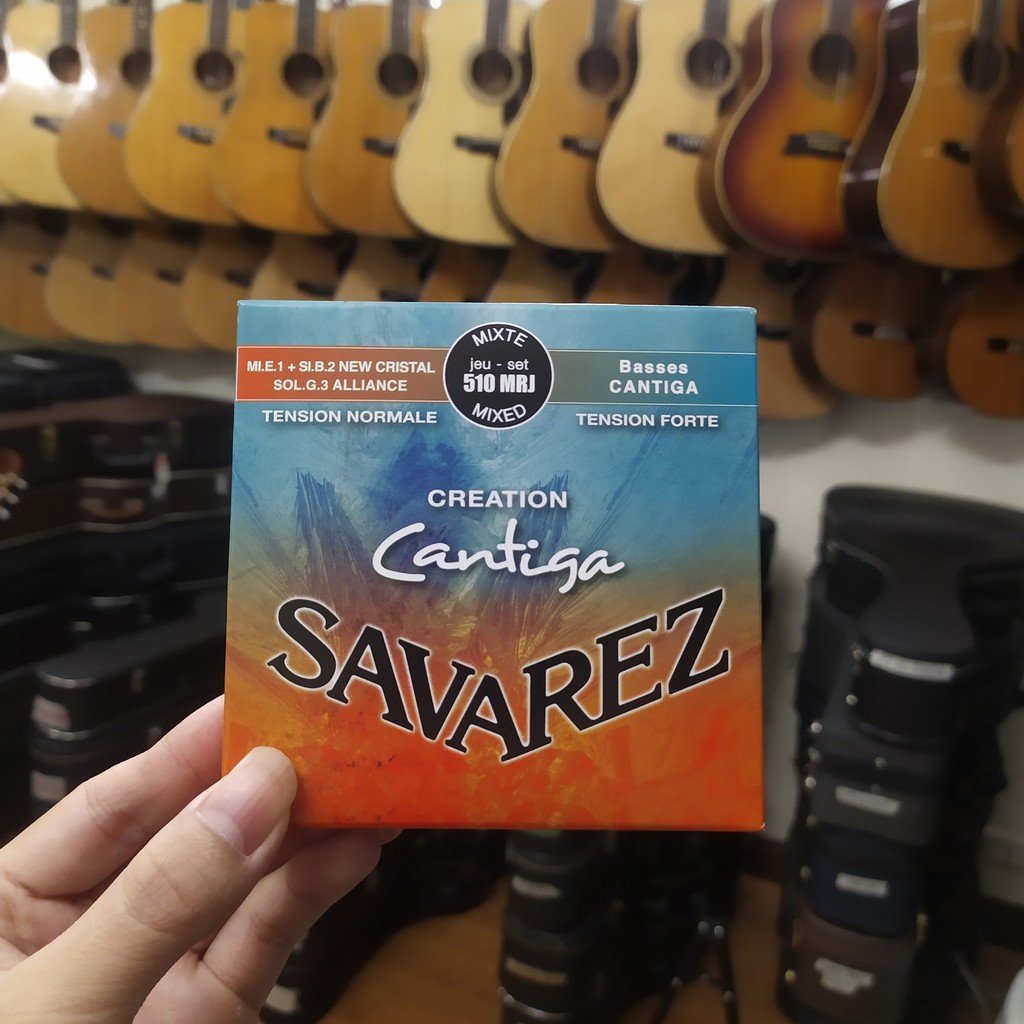 MIXTE
jeu - set
510 MRJ
MIXED
MI.E.1 + SI.B.2 NEW CRISTAL
SOL.G.3 ALLIANCE
TENSION NORMALE
Basses
CANTIGA
TENSION FORTE
CREATION
Cantiga
SAVAREZ